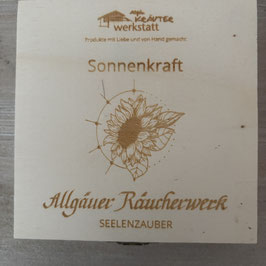 KRÄUTER
werkstatt
Produkte mit Liebe und von Hand gemacht
Sonnenkraft
Allgäuer Räucherwerk
SEELENZAUBER